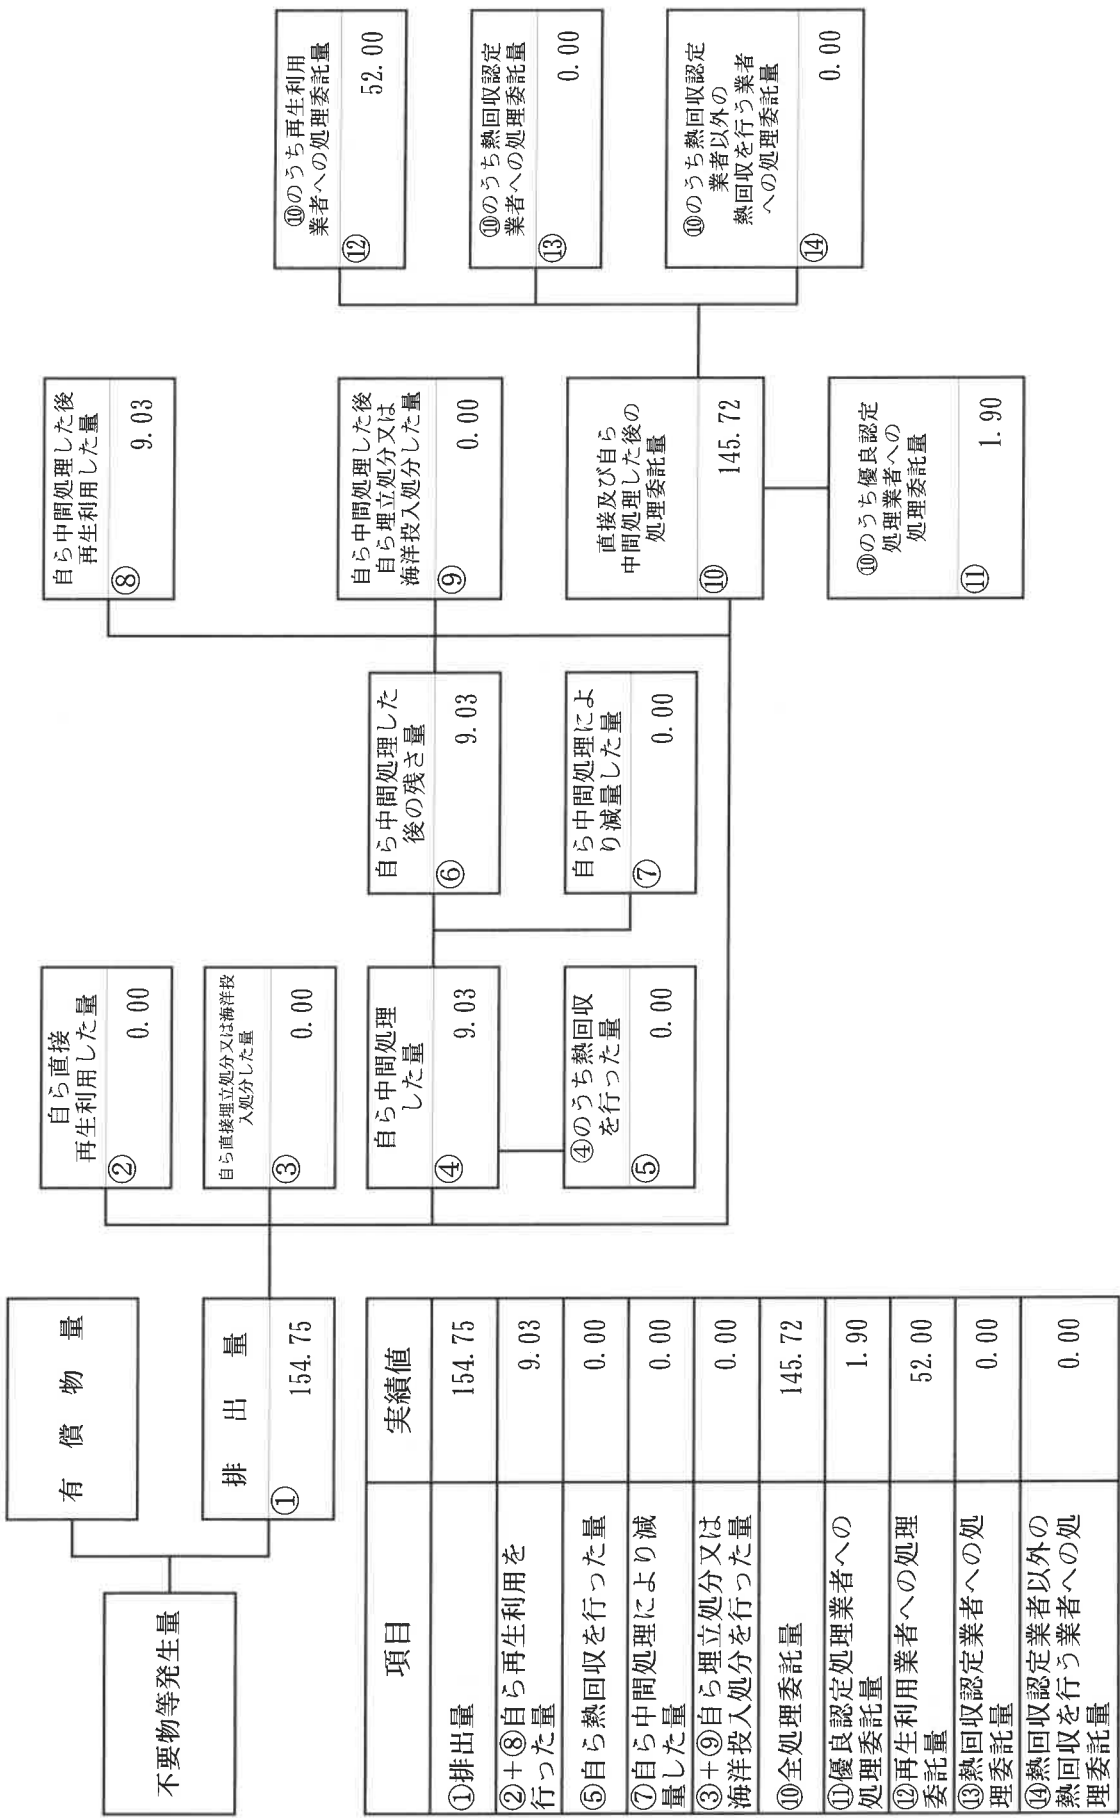 不要物等発生量
有 償 物 量
排 出 量
① 154.75
自ら直接
再生利用した量
② 0.00
自ら直接埋立処分又は海洋投
入処分した量
③ 0.00
自ら中間処理
した量
④ 9.03
④のうち熱回収
を行った量
⑤ 0.00
自ら中間処理した
後の残さ量
⑥ 9.03
自ら中間処理によ
り減量した量
⑦ 0.00
自ら中間処理した後
再生利用した量
⑧ 9.03
自ら中間処理した後
自ら埋立処分又は
海洋投入処分した量
⑨ 0.00
直接及び自ら
中間処理した後の
処理委託量
⑩ 145.72
⑩のうち優良認定
処理業者への
処理委託量
⑪ 1.90
⑩のうち再生利用
業者への処理委託量
⑫ 52.00
⑩のうち熱回収認定
業者への処理委託量
⑬ 0.00
⑩のうち熱回収認定
業者以外の
熱回収を行う業者
への処理委託量
⑭ 0.00
項目 実績値
①排出量 154.75
②+⑧自ら再生利用を
行った量 9.03
⑤自ら熱回収を行った量 0.00
⑦自ら中間処理により減
量した量 0.00
③+⑨自ら埋立処分又は
海洋投入処分を行った量 0.00
⑩全処理委託量 145.72
⑪優良認定処理業者への
処理委託量 1.90
⑫再生利用業者への処理
委託量 52.00
⑬熱回収認定業者への処
理委託量 0.00
⑭熱回収認定業者以外の
熱回収を行う業者への処
理委託量 0.00